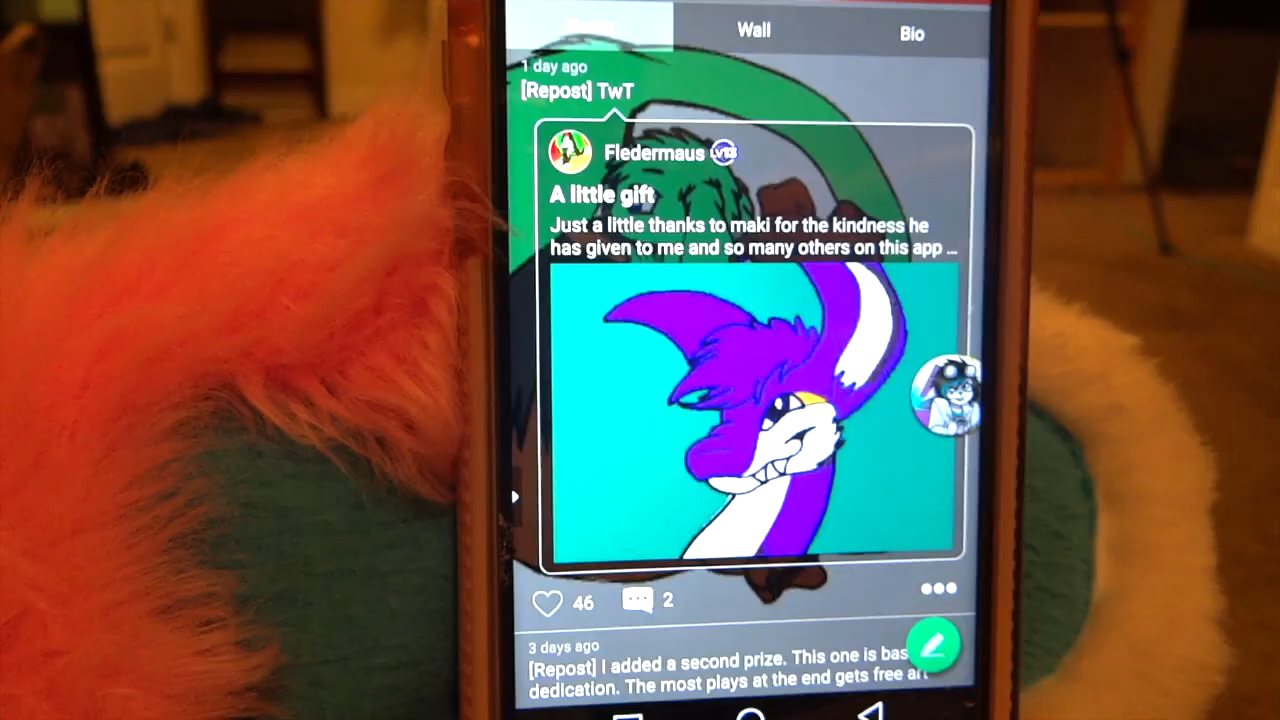 Wall
Bio
1 day ago
[Repost] TwT
Fledermaus
A little gift
Just a little thanks to maki for the kindness he
has given to me and so many others on this app ...
46
2
3 days ago
[Repost] I added a second prize. This one is bas
dedication. The most plays at the end gets free art